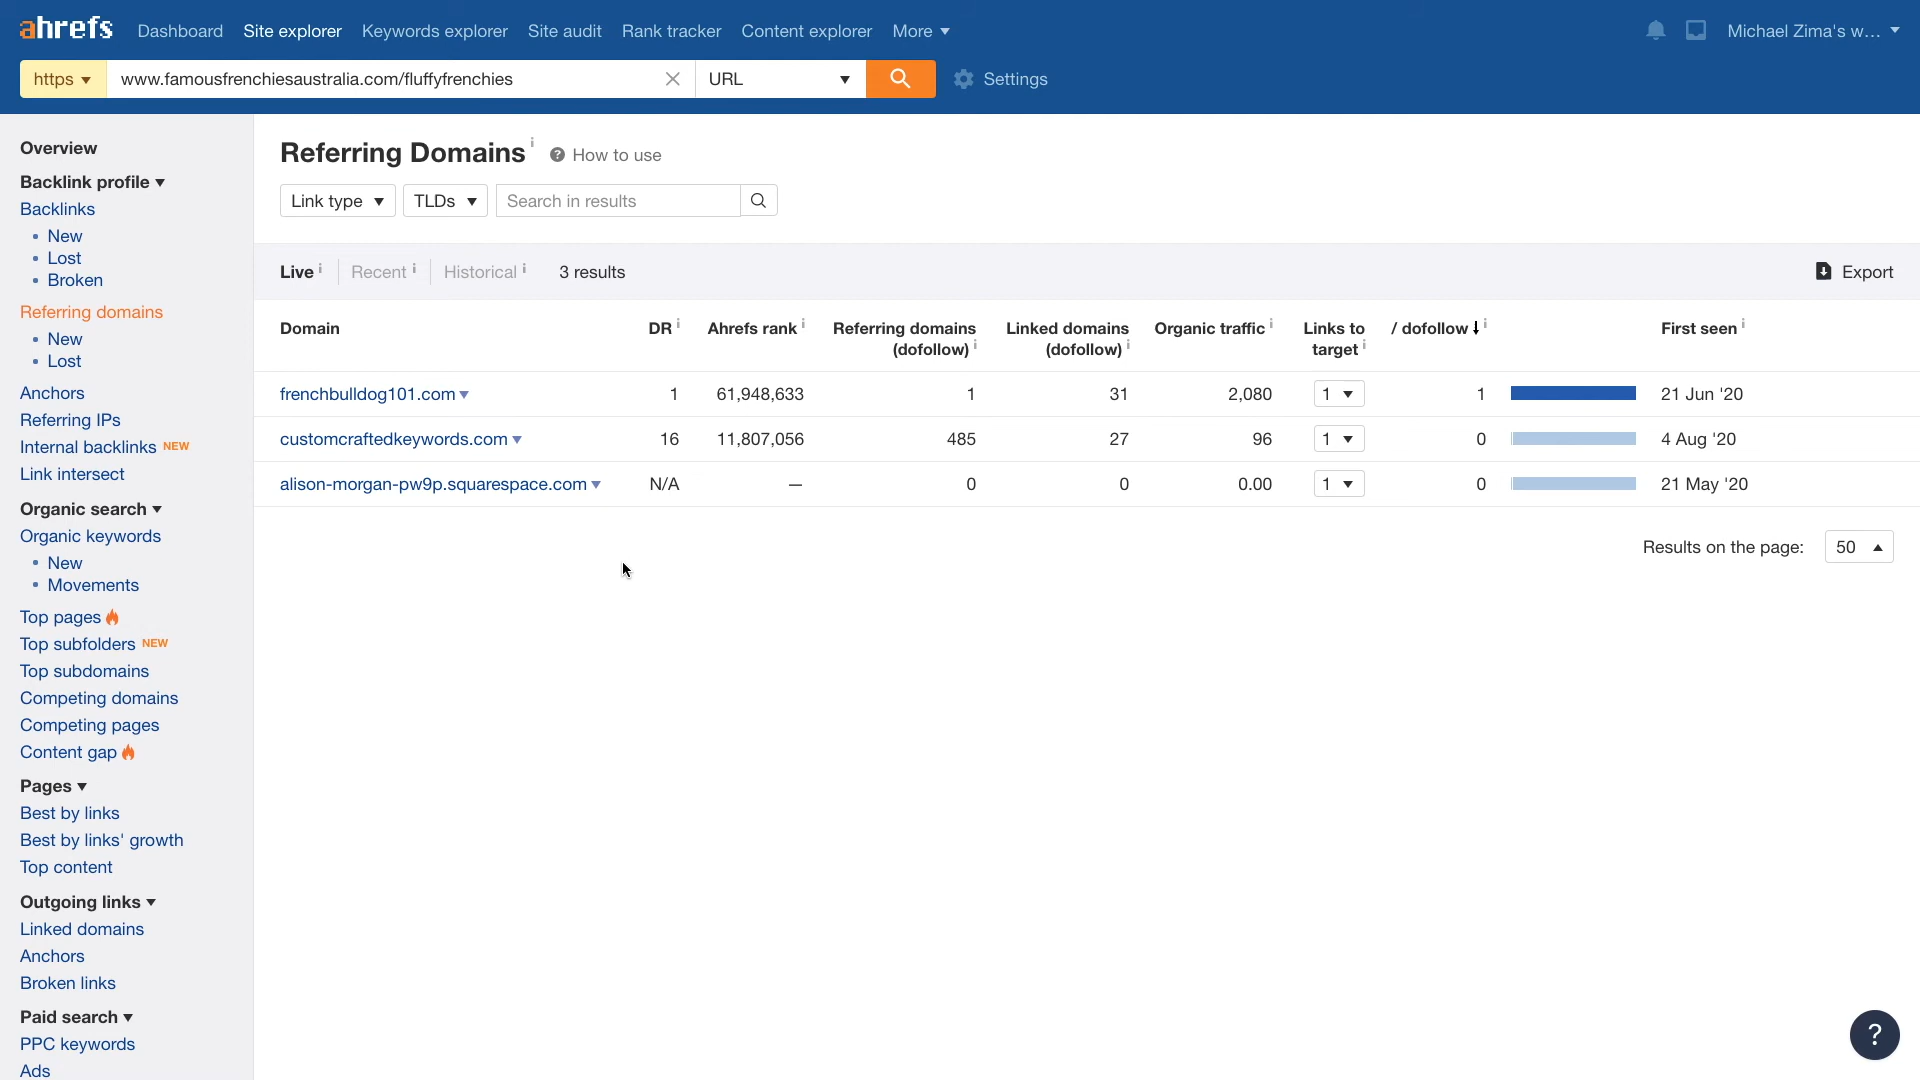 ahrefs Dashboard Site explorer Keywords explorer Site audit Rank tracker Content explorer More Michael Zima's w...
https www.famousfrenchiesaustralia.com/fluffyfrenchies URL Settings
Overview
Backlink profile
Backlinks
New
Lost
Broken
Referring domains
New
Lost
Anchors
Referring IPs
Internal backlinks NEW
Link intersect
Organic search
Organic keywords
New
Movements
Top pages
Top subfolders NEW
Top subdomains
Competing domains
Competing pages
Content gap
Pages
Best by links
Best by links' growth
Top content
Outgoing links
Linked domains
Anchors
Broken links
Paid search
PPC keywords
Ads
Referring Domains i ? How to use
Link type TLDs Search in results
Live i Recent i Historical i 3 results Export
Domain DR i Ahrefs rank i Referring domains Linked domains Organic traffic i Links to / dofollow i First seen i
(dofollow) i (dofollow) i target i
frenchbulldog101.com 1 61,948,633 1 31 2,080 1 1 21 Jun '20
customcraftedkeywords.com 16 11,807,056 485 27 96 1 0 4 Aug '20
alison-morgan-pw9p.squarespace.com N/A — 0 0 0.00 1 0 21 May '20
Results on the page: 50
?